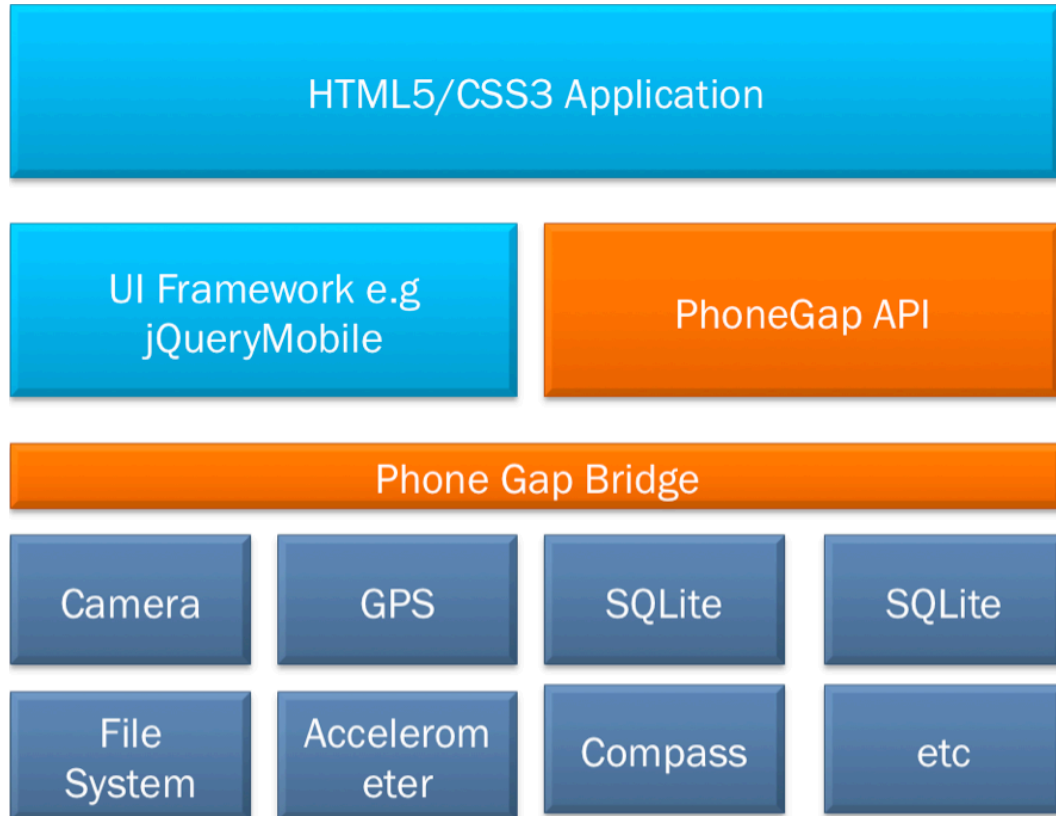 HTML5/CSS3 Application
UI Framework e.g
jQueryMobile
PhoneGap API
Phone Gap Bridge
Camera
GPS
SQLite
SQLite
File
System
Accelerom
eter
Compass
etc